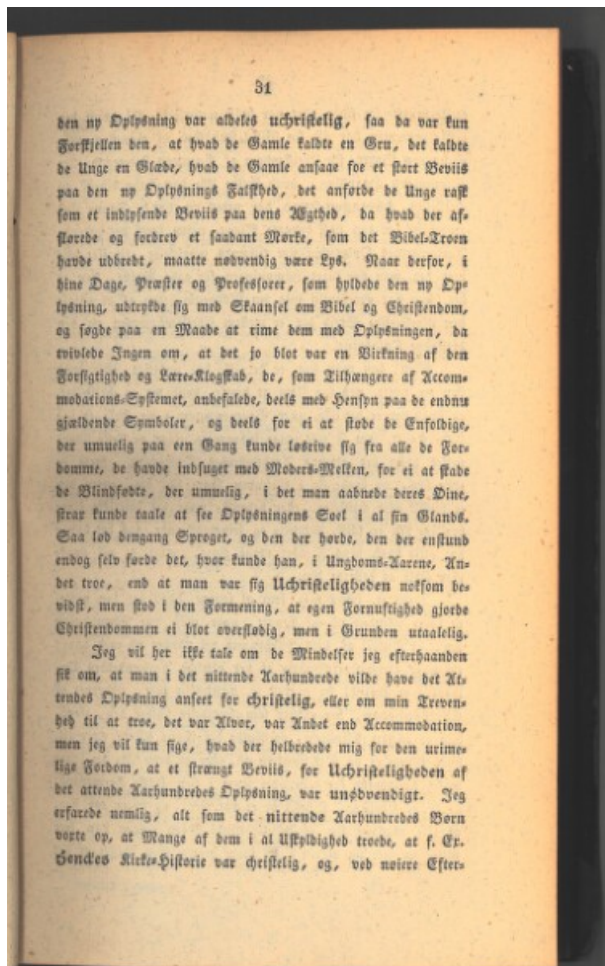 31
den ny Oplysning var aldeles uchristelig, saa da var kun
Forskjellen den, at hvad de Gamle kaldte en Gru, det kaldte
de Unge en Glæde, hvad de Gamle ansaae for et stort Beviis
paa den ny Oplysnings Falskhed, det anførde de Unge rask
som et indlysende Beviis paa dens Ægthed, da hvad der af-
slørede og fordrev et saadant Mørke, som det Bibel-Troen
havde udbredt, maatte nødvendig være Lys. Naar derfor, i
hine Dage, Præster og Professorer, som hyldede den ny Op-
lysning, udtrykde sig med Skaansel om Bibel og Christendom,
og søgde paa en Maade at rime dem med Oplysningen, da
tvivlede Ingen om, at det jo blot var en Virkning af den
Forsigtighed og Lære-Klogskab, de, som Tilhængere af Accom-
modations-Systemet, anbefalede, deels med Hensyn paa de endnu
gjældende Symboler, og deels for ei at støde de Enfoldige,
der umuelig paa een Gang kunde løsrive sig fra alle de For-
domme, de havde indsuget med Moders-Melken, for ei at skade
de Blindfødte, der umuelig, i det man aabnede deres Øine,
strax kunde taale at see Oplysningens Soel i al sin Glands.
Saa lød dengang Sproget, og den der hørde, den der enstund
endog selv førde det, hvor kunde han, i Ungdoms-Aarene, An-
det troe, end at man var sig Uchristeligheden noksom be-
vidst, men stod i den Formening, at egen Fornuftighed gjorde
Christendommen ei blot overflødig, men i Grunden utaalelig.
Jeg vil her ikke tale om de Mindelser jeg efterhaanden
fik om, at man i det nittende Aarhundrede vilde have det At-
tendes Oplysning anseet for christelig, eller om min Treven-
hed til at troe, det var Alvor, var Andet end Accommodation,
men jeg vil kun sige, hvad der helbredede mig for den urime-
lige Fordom, at et strængt Beviis, for Uchristeligheden af
det attende Aarhundredes Oplysning, var unødvendigt. Jeg
erfarede nemlig, alt som det nittende Aarhundredes Børn
voxte op, at Mange af dem i al Uskyldighed troede, at f. Ex.
Henckes Kirke-Historie var christelig, og, ved nøiere Efter-